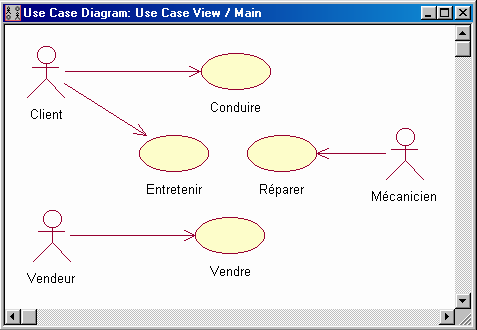 Use Case Diagram: Use Case View / Main
Client
Conduire
Entretenir
Réparer
Mécanicien
Vendeur
Vendre